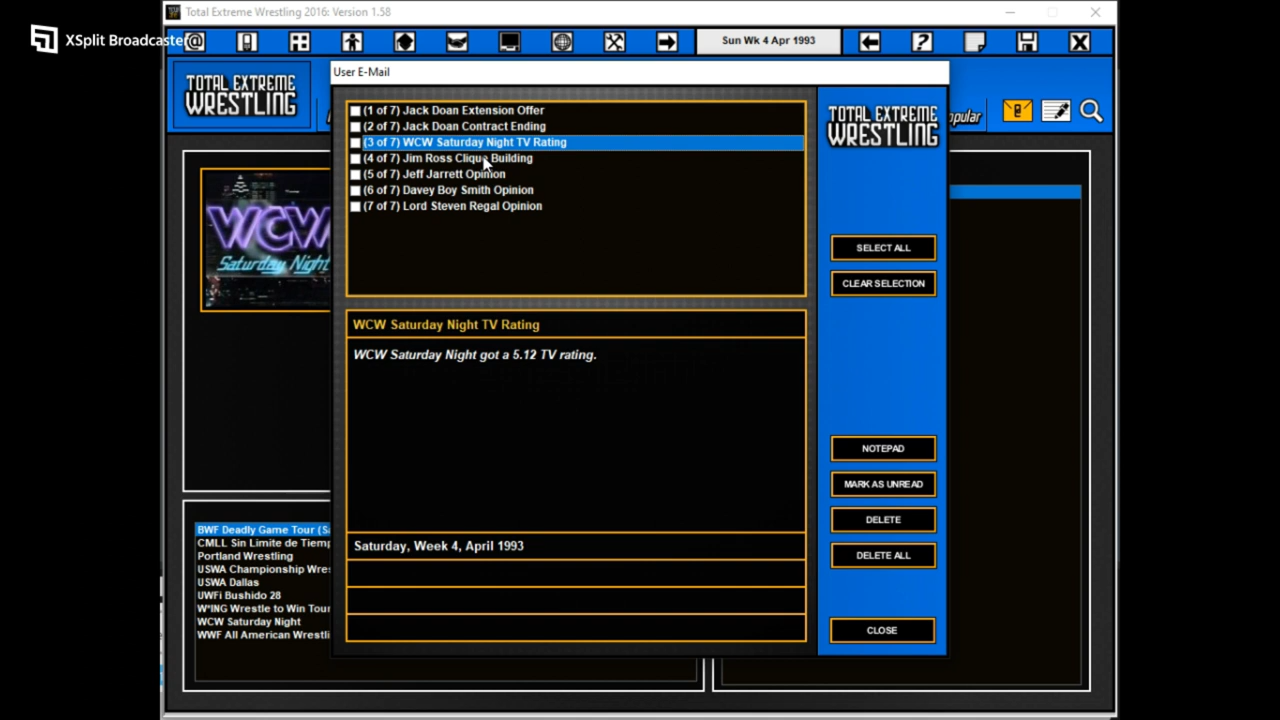 XSplit Broadcaster
Total Extreme Wrestling 2016: Version 1.58
Sun Wk 4 Apr 1993
User E-Mail
TOTAL EXTREME
WRESTLING
(1 of 7) Jack Doan Extension Offer
(2 of 7) Jack Doan Contract Ending
(3 of 7) WCW Saturday Night TV Rating
(4 of 7) Jim Ross Clique Building
(5 of 7) Jeff Jarrett Opinion
(6 of 7) Davey Boy Smith Opinion
(7 of 7) Lord Steven Regal Opinion
TOTAL EXTREME
WRESTLING
opular
SELECT ALL
CLEAR SELECTION
WCW
Saturday Night
WCW Saturday Night TV Rating
WCW Saturday Night got a 5.12 TV rating.
NOTEPAD
MARK AS UNREAD
DELETE
DELETE ALL
CLOSE
Saturday, Week 4, April 1993
BWF Deadly Game Tour (Sa
CMLL Sin Limite de Tiemp
Portland Wrestling
USWA Championship Wres
USWA Dallas
UWFi Bushido 28
W*ING Wrestle to Win Tour
WCW Saturday Night
WWF All American Wrestli